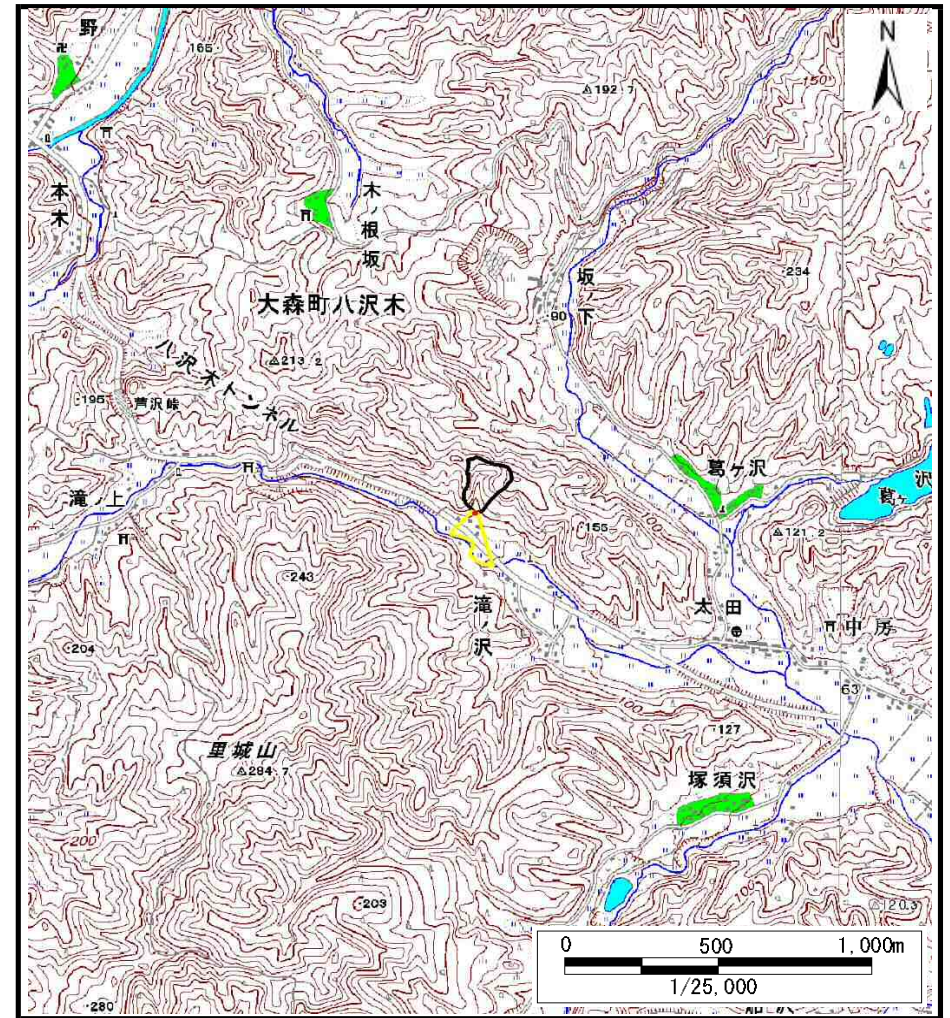 野
165
N
△192.7
150
本木
木根坂
坂ノ下
・234
大森町八沢木
・90
八沢木トンネル
△213.2
・195
芦沢峠
葛ヶ沢
滝ノ上
葛ヶ沢
・155
100
△121.2
・243
滝ノ沢
太田
中房
・204
63
100
・127
里城山
△284.7
塚須沢
200
・203
100
△120.3
0 500 1,000m
1/25,000
・280